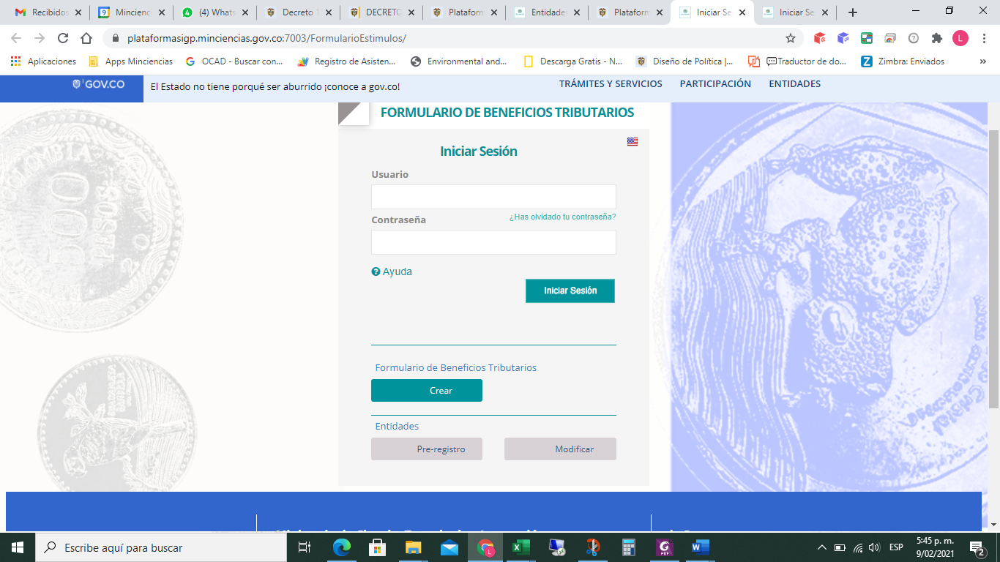 Recibidos
Mincienc
(4) Whats
Decreto 1
DECRETO
Plataform
Entidades
Plataform
Iniciar Se
Iniciar Se
plataformasigp.minciencias.gov.co:7003/FormularioEstimulos/
L
Aplicaciones
Apps Minciencias
OCAD - Buscar con...
Registro de Asisten...
Environmental and...
Descarga Gratis - N...
Diseño de Política |...
Traductor de do...
Zimbra: Enviados
»
GOV.CO
El Estado no tiene porqué ser aburrido ¡conoce a gov.co!
TRÁMITES Y SERVICIOS
PARTICIPACIÓN
ENTIDADES
FORMULARIO DE BENEFICIOS TRIBUTARIOS
Iniciar Sesión
Usuario
¿Has olvidado tu contraseña?
Contraseña
Ayuda
Iniciar Sesión
Formulario de Beneficios Tributarios
Crear
Entidades
Pre-registro
Modificar
Escribe aquí para buscar
ESP
5:45 p. m.
9/02/2021
2